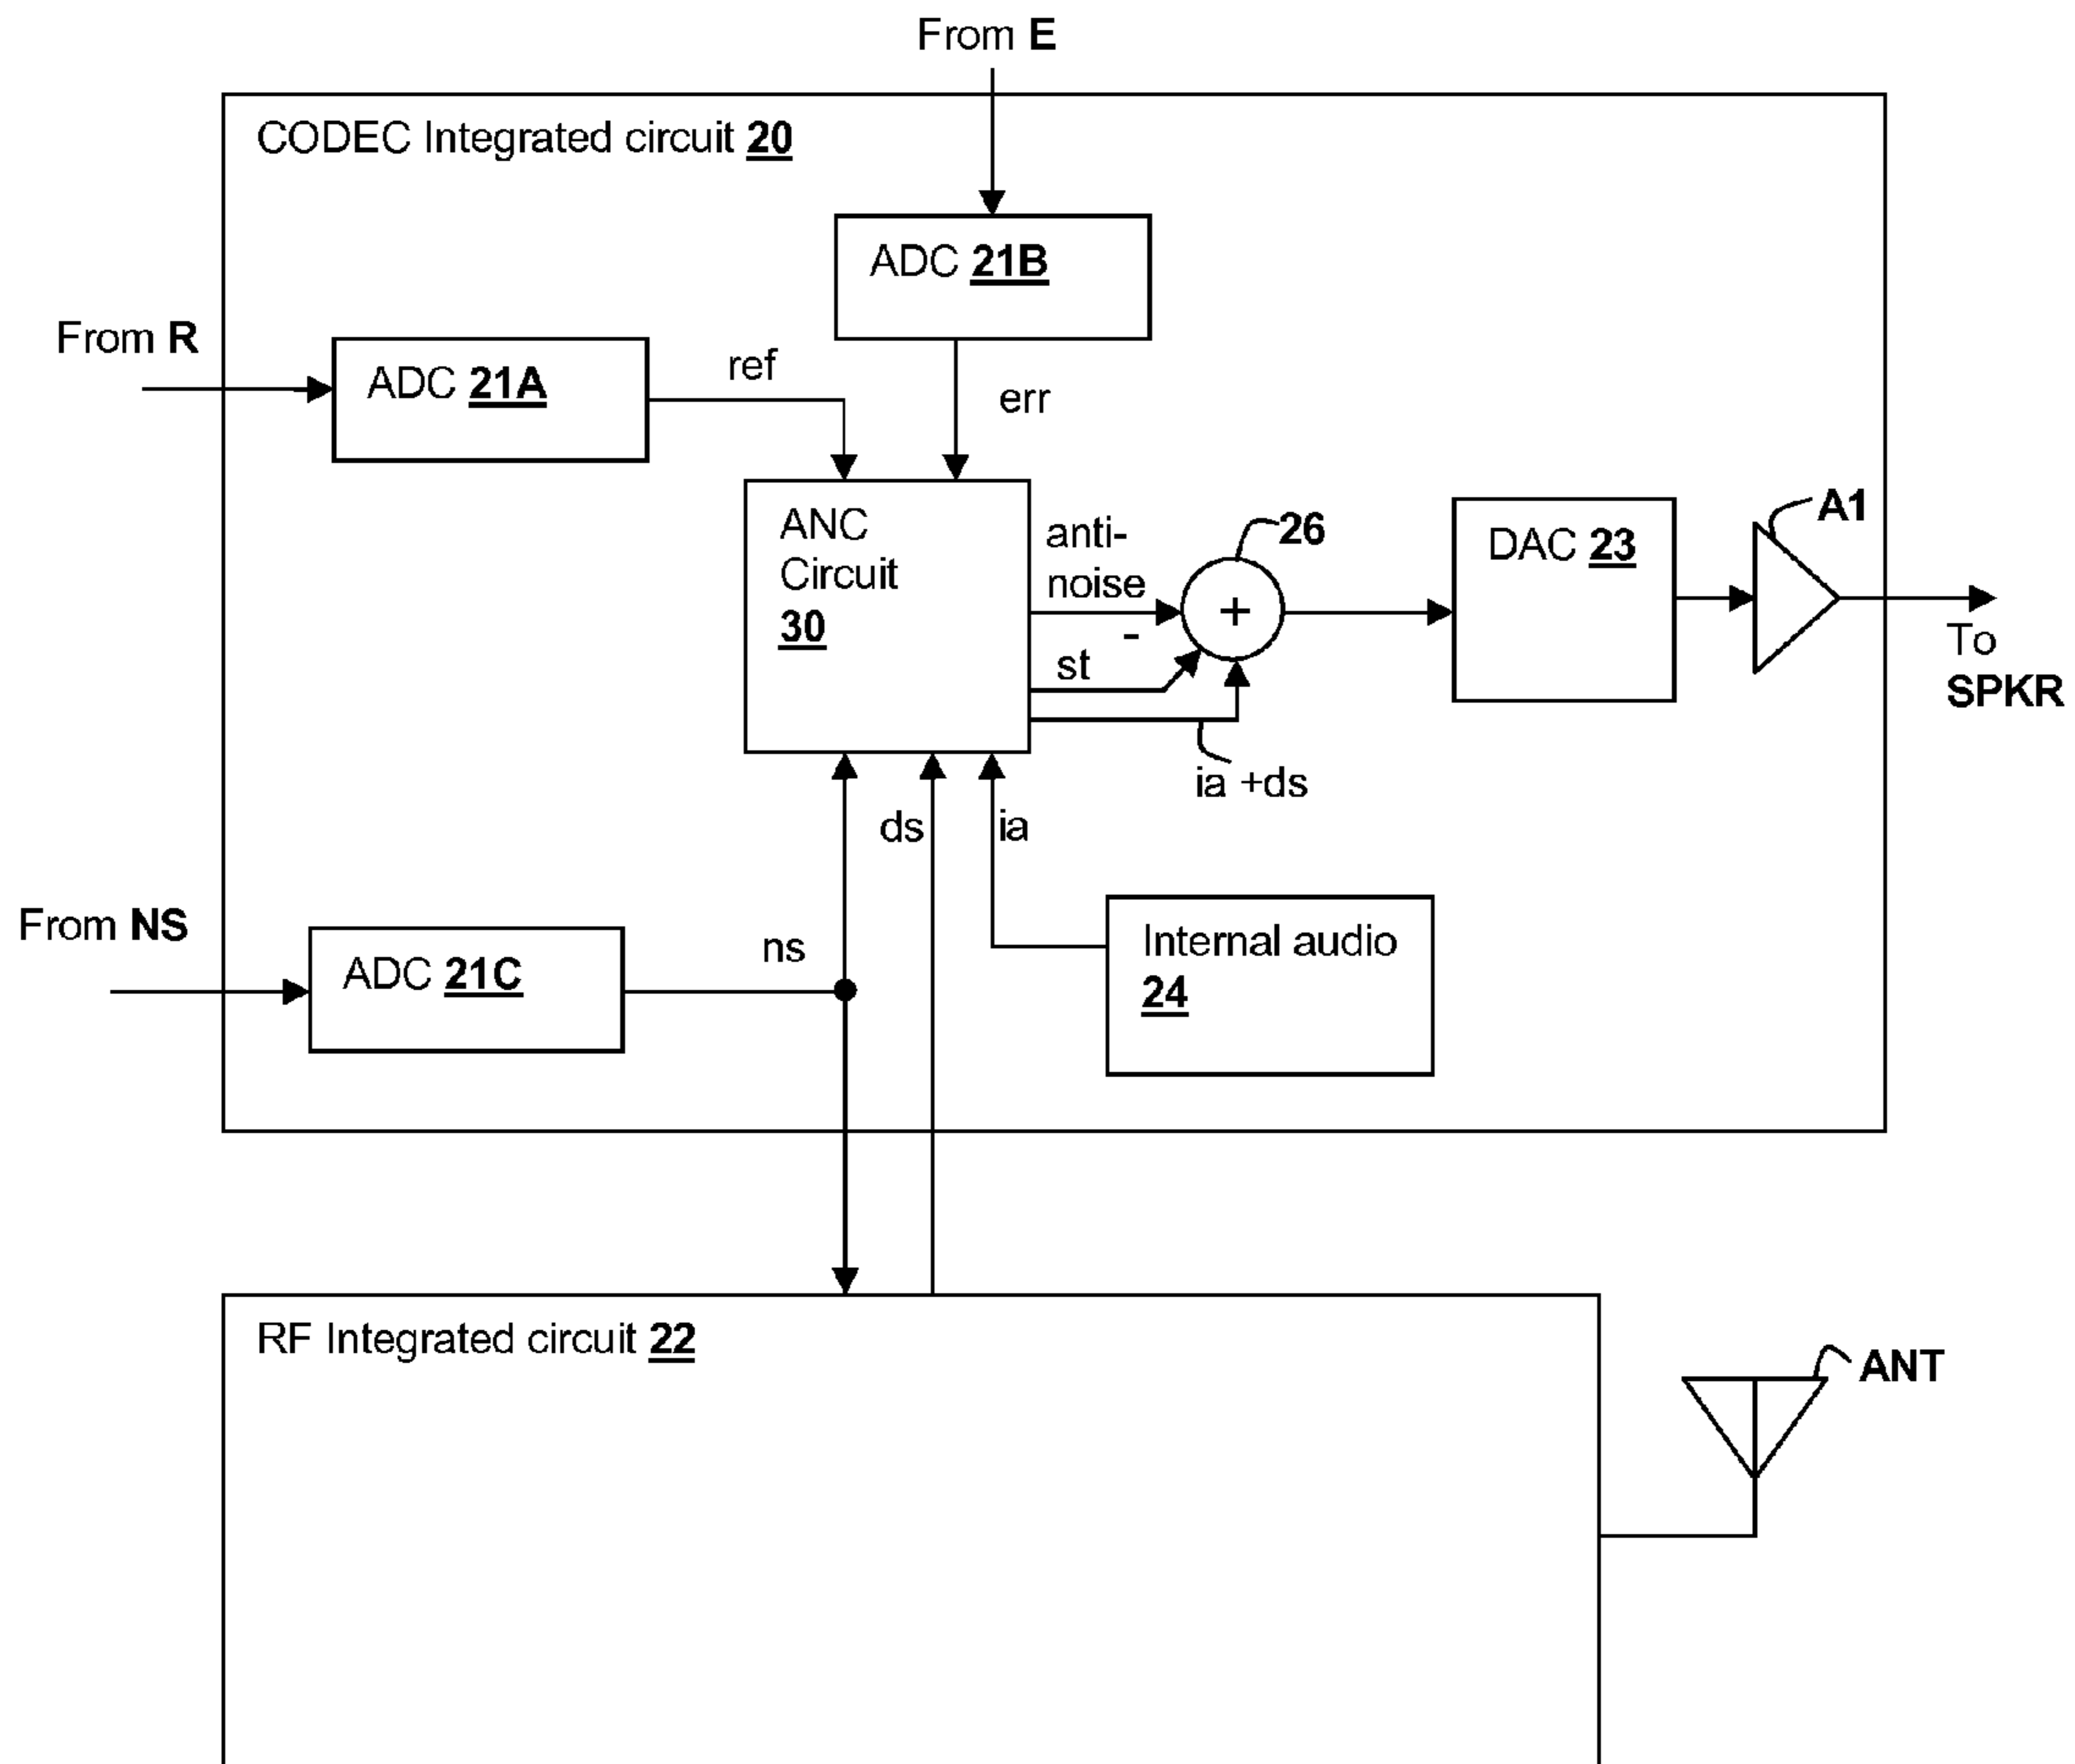 From E
CODEC Integrated circuit 20
ADC 21B
From R
ADC 21A
ref
err
ANC
Circuit
30
anti-
noise
-
st
26
+
DAC 23
A1
To
SPKR
ia +ds
ds
ia
From NS
ADC 21C
ns
Internal audio
24
RF Integrated circuit 22
ANT